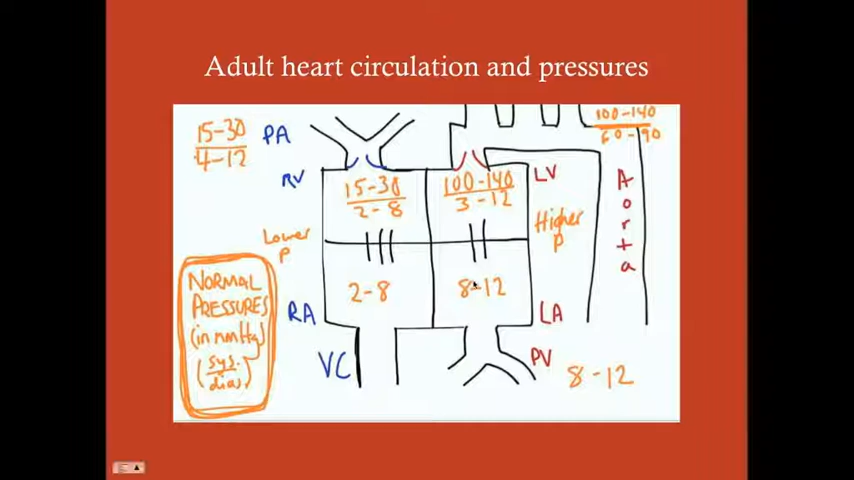 Adult heart circulation and pressures
15-30
4-12
PA
100-140
60-90
RV
15-30
2-8
100-140
3-12
LV
Aorta
Lower
P
Higher
P
NORMAL
PRESSURES
(in mmHg)
(sys.
dias)
RA
2-8
8-12
LA
VC
PV
8-12